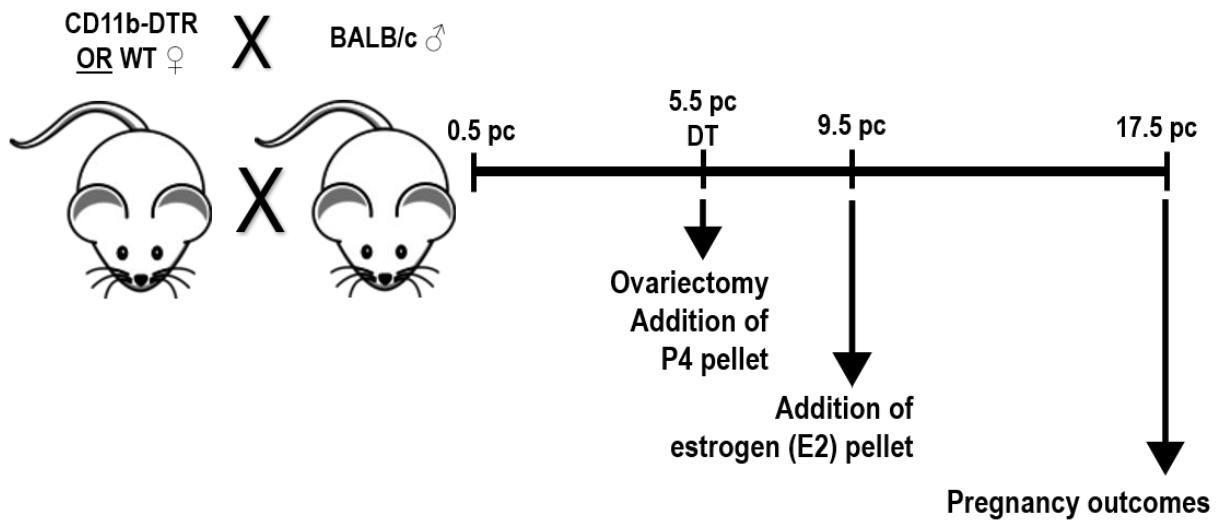 CD11b-DTR
OR WT ♀
X
BALB/c ♂
X
0.5 pc
5.5 pc
DT
9.5 pc
17.5 pc
Ovariectomy
Addition of
P4 pellet
Addition of
estrogen (E2) pellet
Pregnancy outcomes